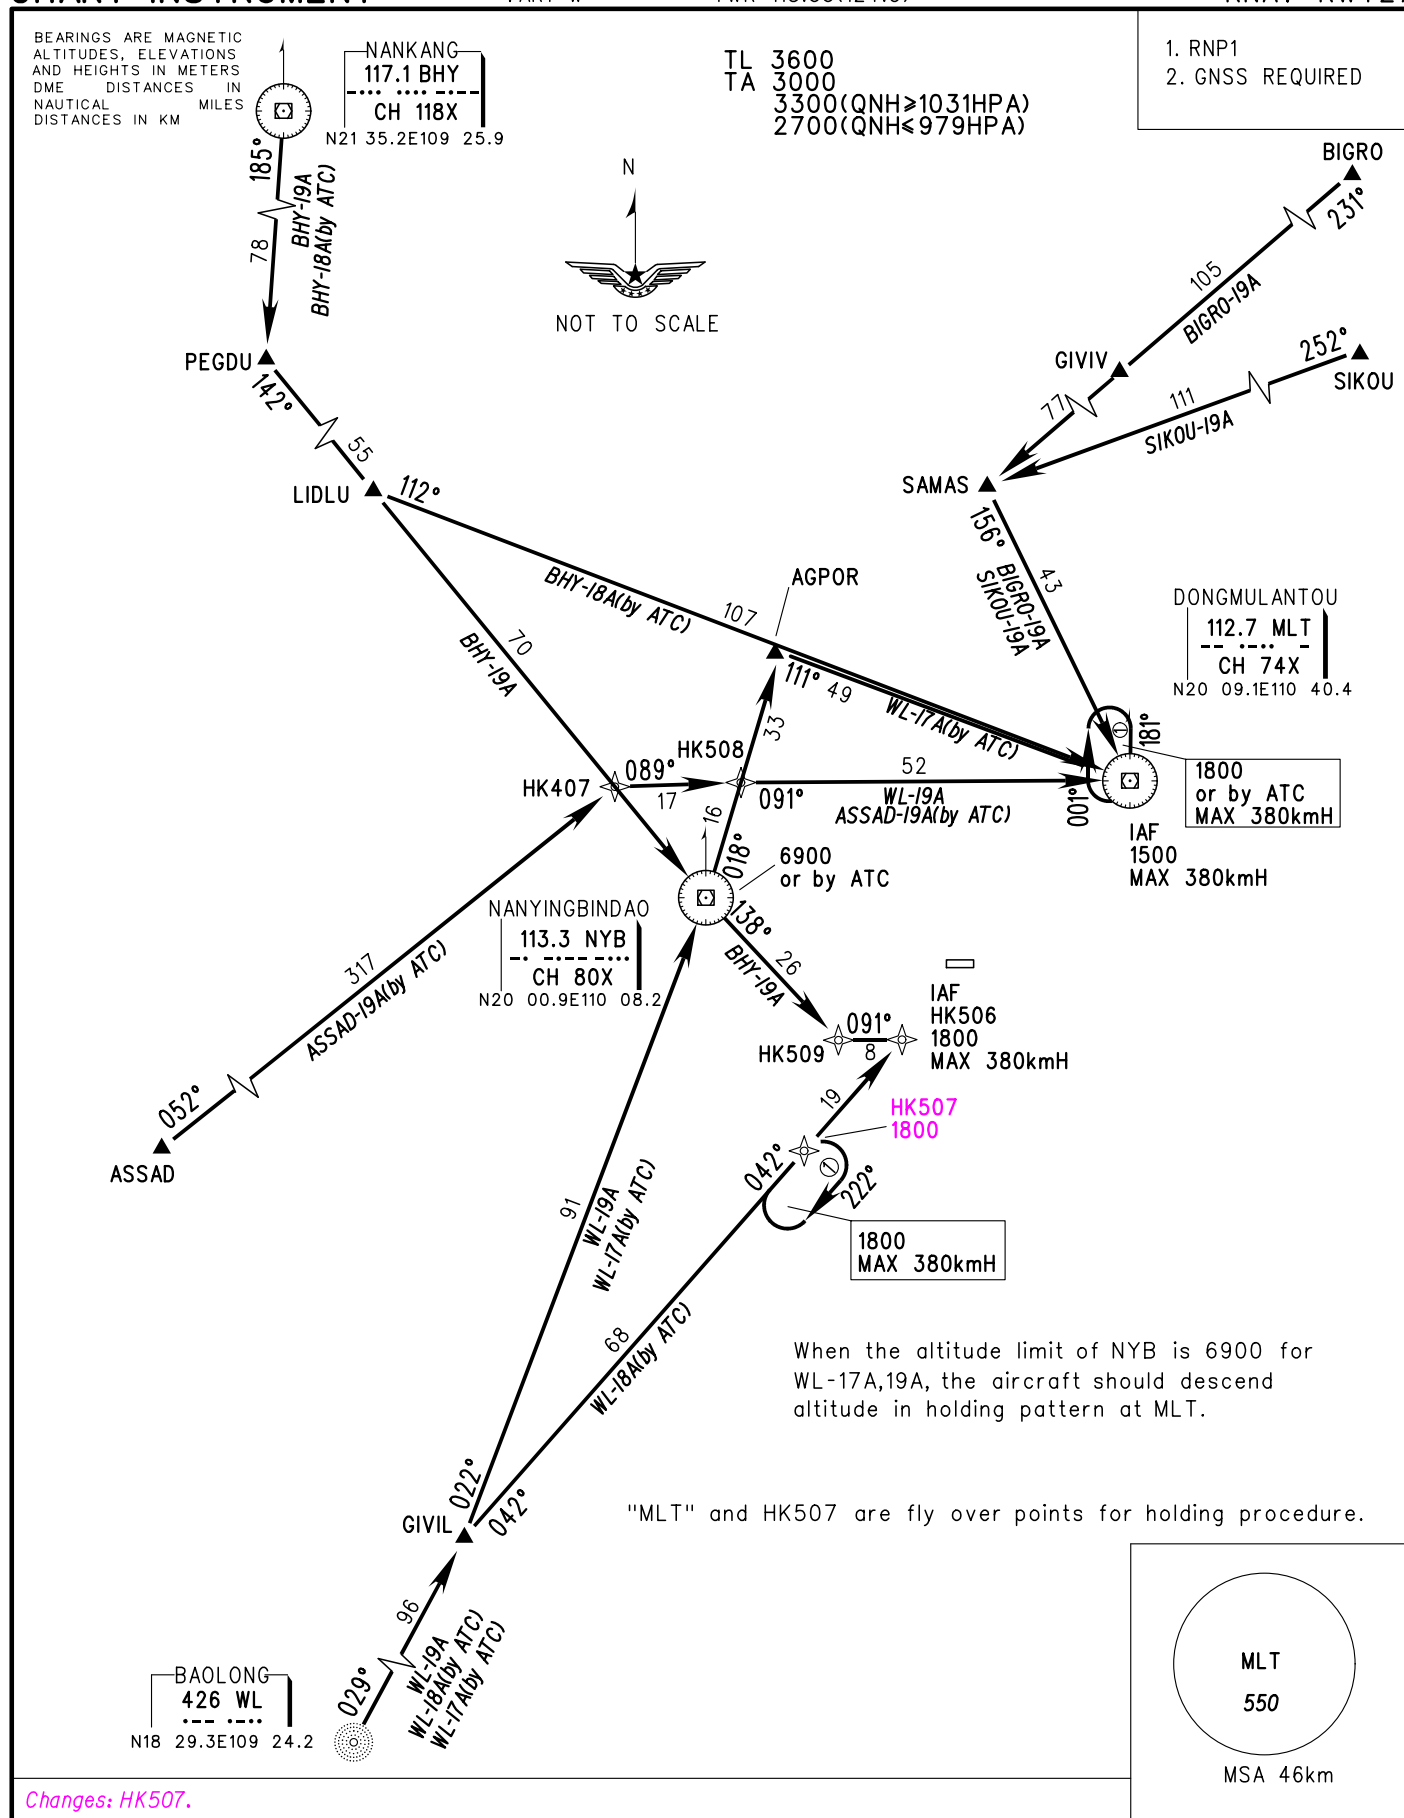 BEARINGS ARE MAGNETIC
ALTITUDES, ELEVATIONS
AND HEIGHTS IN METERS
DME DISTANCES IN
NAUTICAL MILES
DISTANCES IN KM
NANKANG
117.1 BHY
CH 118X
N21 35.2E109 25.9
TL 3600
TA 3000
3300(QNH≥1031HPA)
2700(QNH≤979HPA)
1. RNP1
2. GNSS REQUIRED
N
NOT TO SCALE
185°
78
BHY-19A
BHY-18A(by ATC)
PEGDU
142°
55
LIDLU
112°
BHY-18A(by ATC)
107
70
BHY-19A
BIGRO
231°
105
BIGRO-19A
GIVIV
77
252°
SIKOU
111
SIKOU-19A
SAMAS
156°
43
BIGRO-19A
SIKOU-19A
AGPOR
111°
49
WL-17A(by ATC)
33
DONGMULANTOU
112.7 MLT
CH 74X
N20 09.1E110 40.4
1
181°
001°
1800
or by ATC
MAX 380kmH
IAF
1500
MAX 380kmH
HK508
HK407
089°
17
091°
52
WL-19A
ASSAD-19A(by ATC)
16
018°
6900
or by ATC
NANYINGBINDAO
113.3 NYB
CH 80X
N20 00.9E110 08.2
138°
26
BHY-19A
317
ASSAD-19A(by ATC)
052°
ASSAD
IAF
HK506
1800
MAX 380kmH
HK509
091°
8
19
HK507
1800
042°
1
222°
1800
MAX 380kmH
91
WL-19A
WL-17A(by ATC)
68
WL-18A(by ATC)
When the altitude limit of NYB is 6900 for
WL-17A,19A, the aircraft should descend
altitude in holding pattern at MLT.
022°
042°
GIVIL
"MLT" and HK507 are fly over points for holding procedure.
96
WL-19A
WL-18A(by ATC)
WL-17A(by ATC)
029°
BAOLONG
426 WL
N18 29.3E109 24.2
MLT
550
MSA 46km
Changes: HK507.